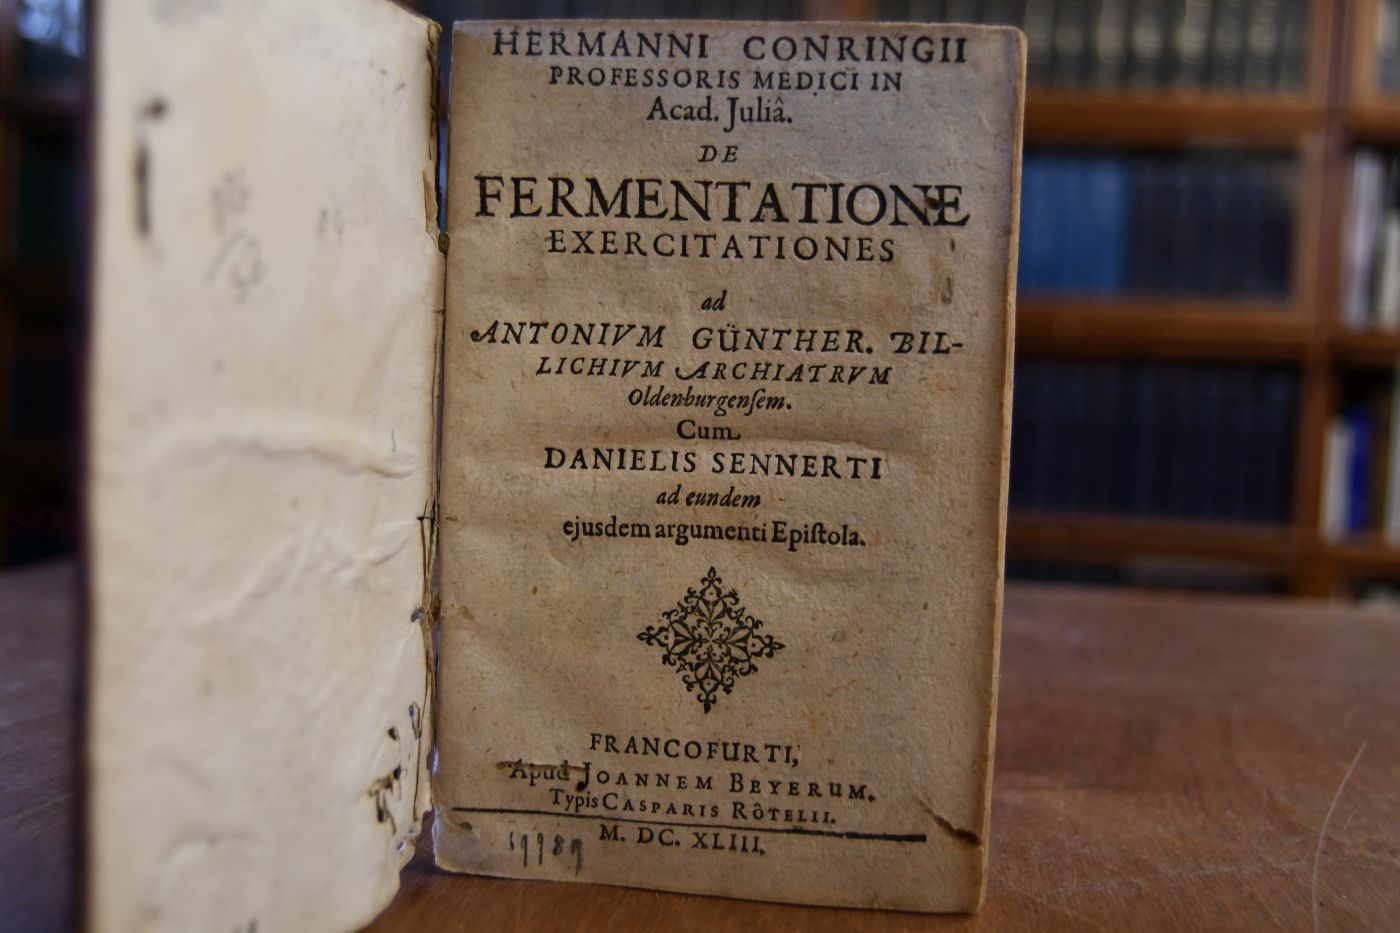 HERMANNI CONRINGII
PROFESSORIS MEDICI IN
Acad. Juliâ.
DE
FERMENTATIONE
EXERCITATIONES
ad
ANTONIVM GÜNTHER. BIL-
LICHIVM ARCHIATRVM
Oldenburgenſem.
Cum
DANIELIS SENNERTI
ad eundem
ejusdem argumenti Epiſtola.
FRANCOFURTI,
Apud JOANNEM BEYERUM.
Typis CASPARIS RÔTELII.
M. DC. XLIII.